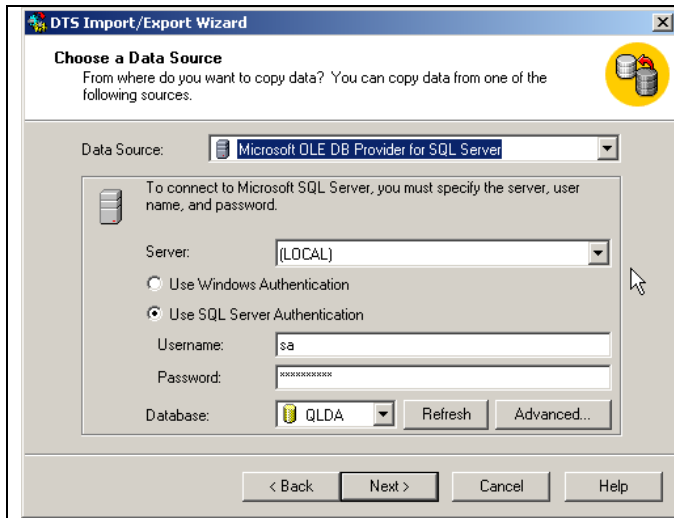 DTS Import/Export Wizard
Choose a Data Source
From where do you want to copy data? You can copy data from one of the
following sources.
Data Source: Microsoft OLE DB Provider for SQL Server
To connect to Microsoft SQL Server, you must specify the server, user
name, and password.
Server: (LOCAL)
Use Windows Authentication
Use SQL Server Authentication
Username: sa
Password: **********
Database: QLDA Refresh Advanced...
< Back Next > Cancel Help